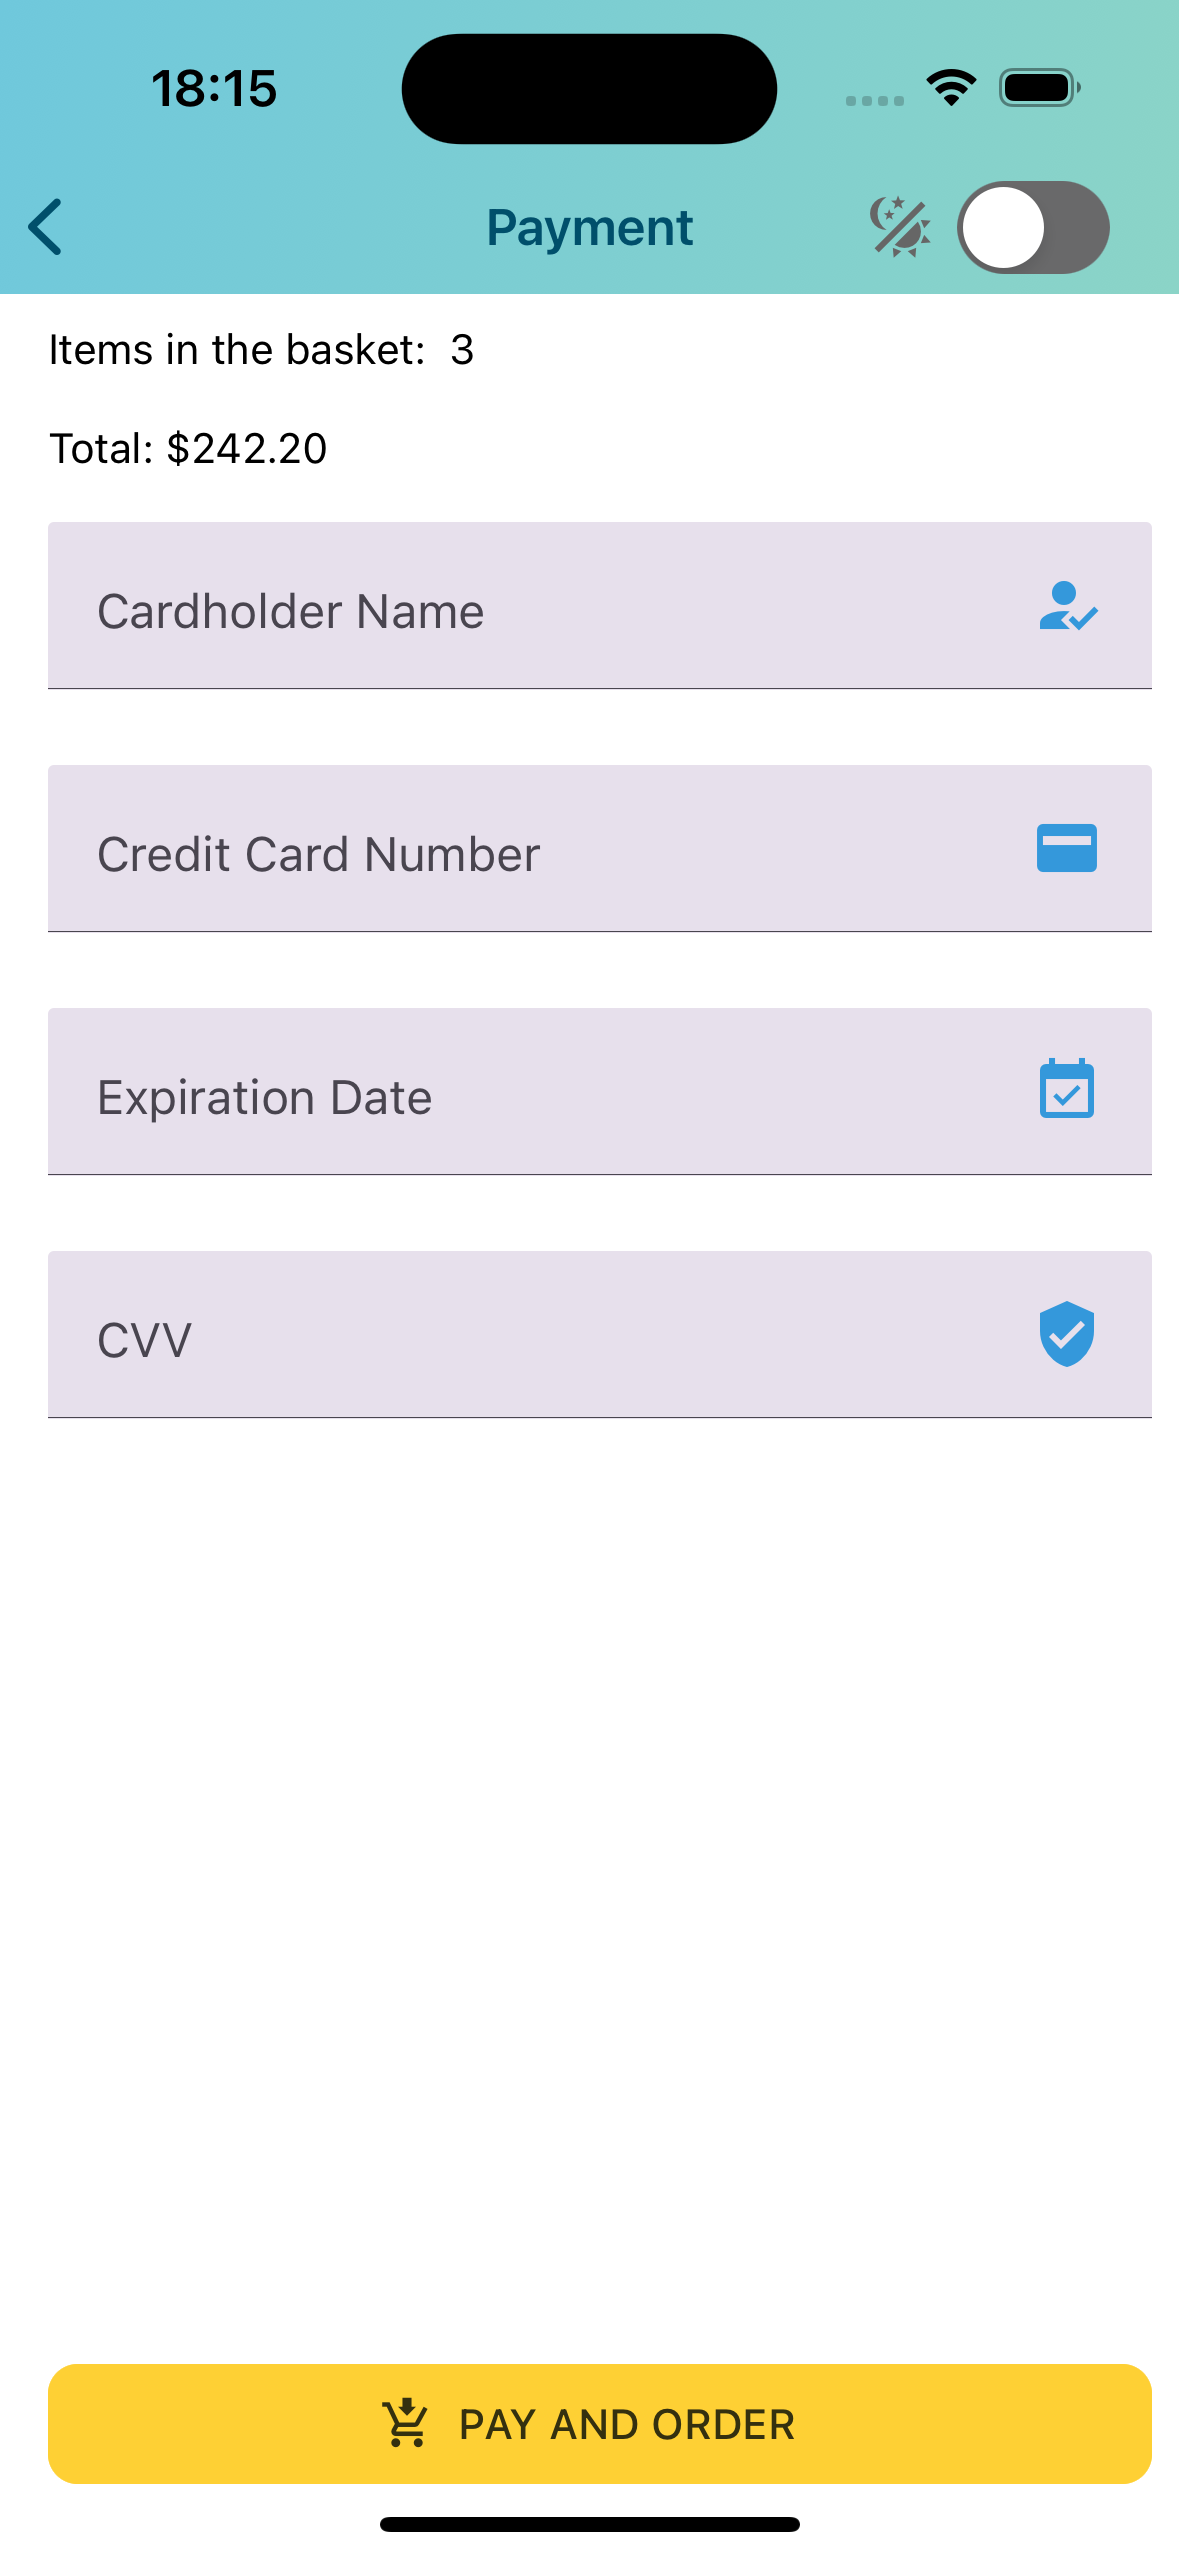 18:15
Payment
Items in the basket:  3
Total: $242.20
Cardholder Name
Credit Card Number
Expiration Date
CVV
PAY AND ORDER